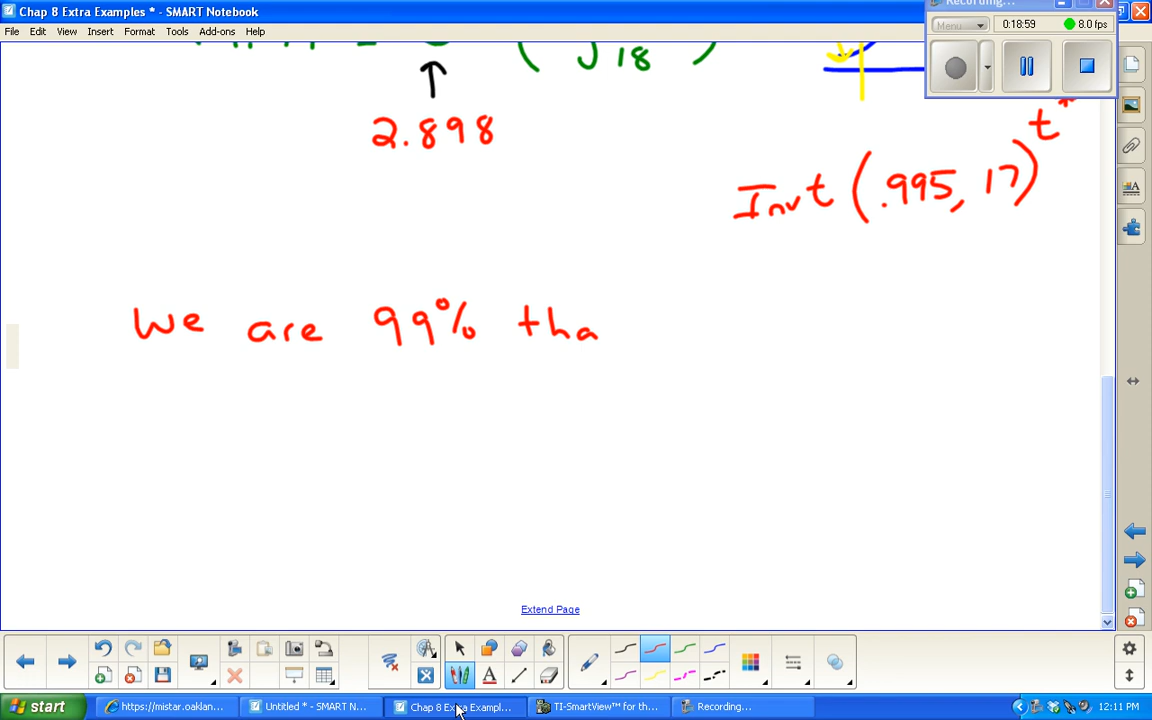 Chap 8 Extra Examples * - SMART Notebook
Recording...
File Edit View Insert Format Tools Actions Help
Menu
0:18:59
8.0 fps
( √18 )
2.898
t*
Invt (.995, 17)
We are 99% tha
Extend Page
start
https://mistar.oaklan...
Untitled * - SMART N...
Chap 8 Extra Exampl...
TI-SmartView™ for th...
Recording...
12:11 PM